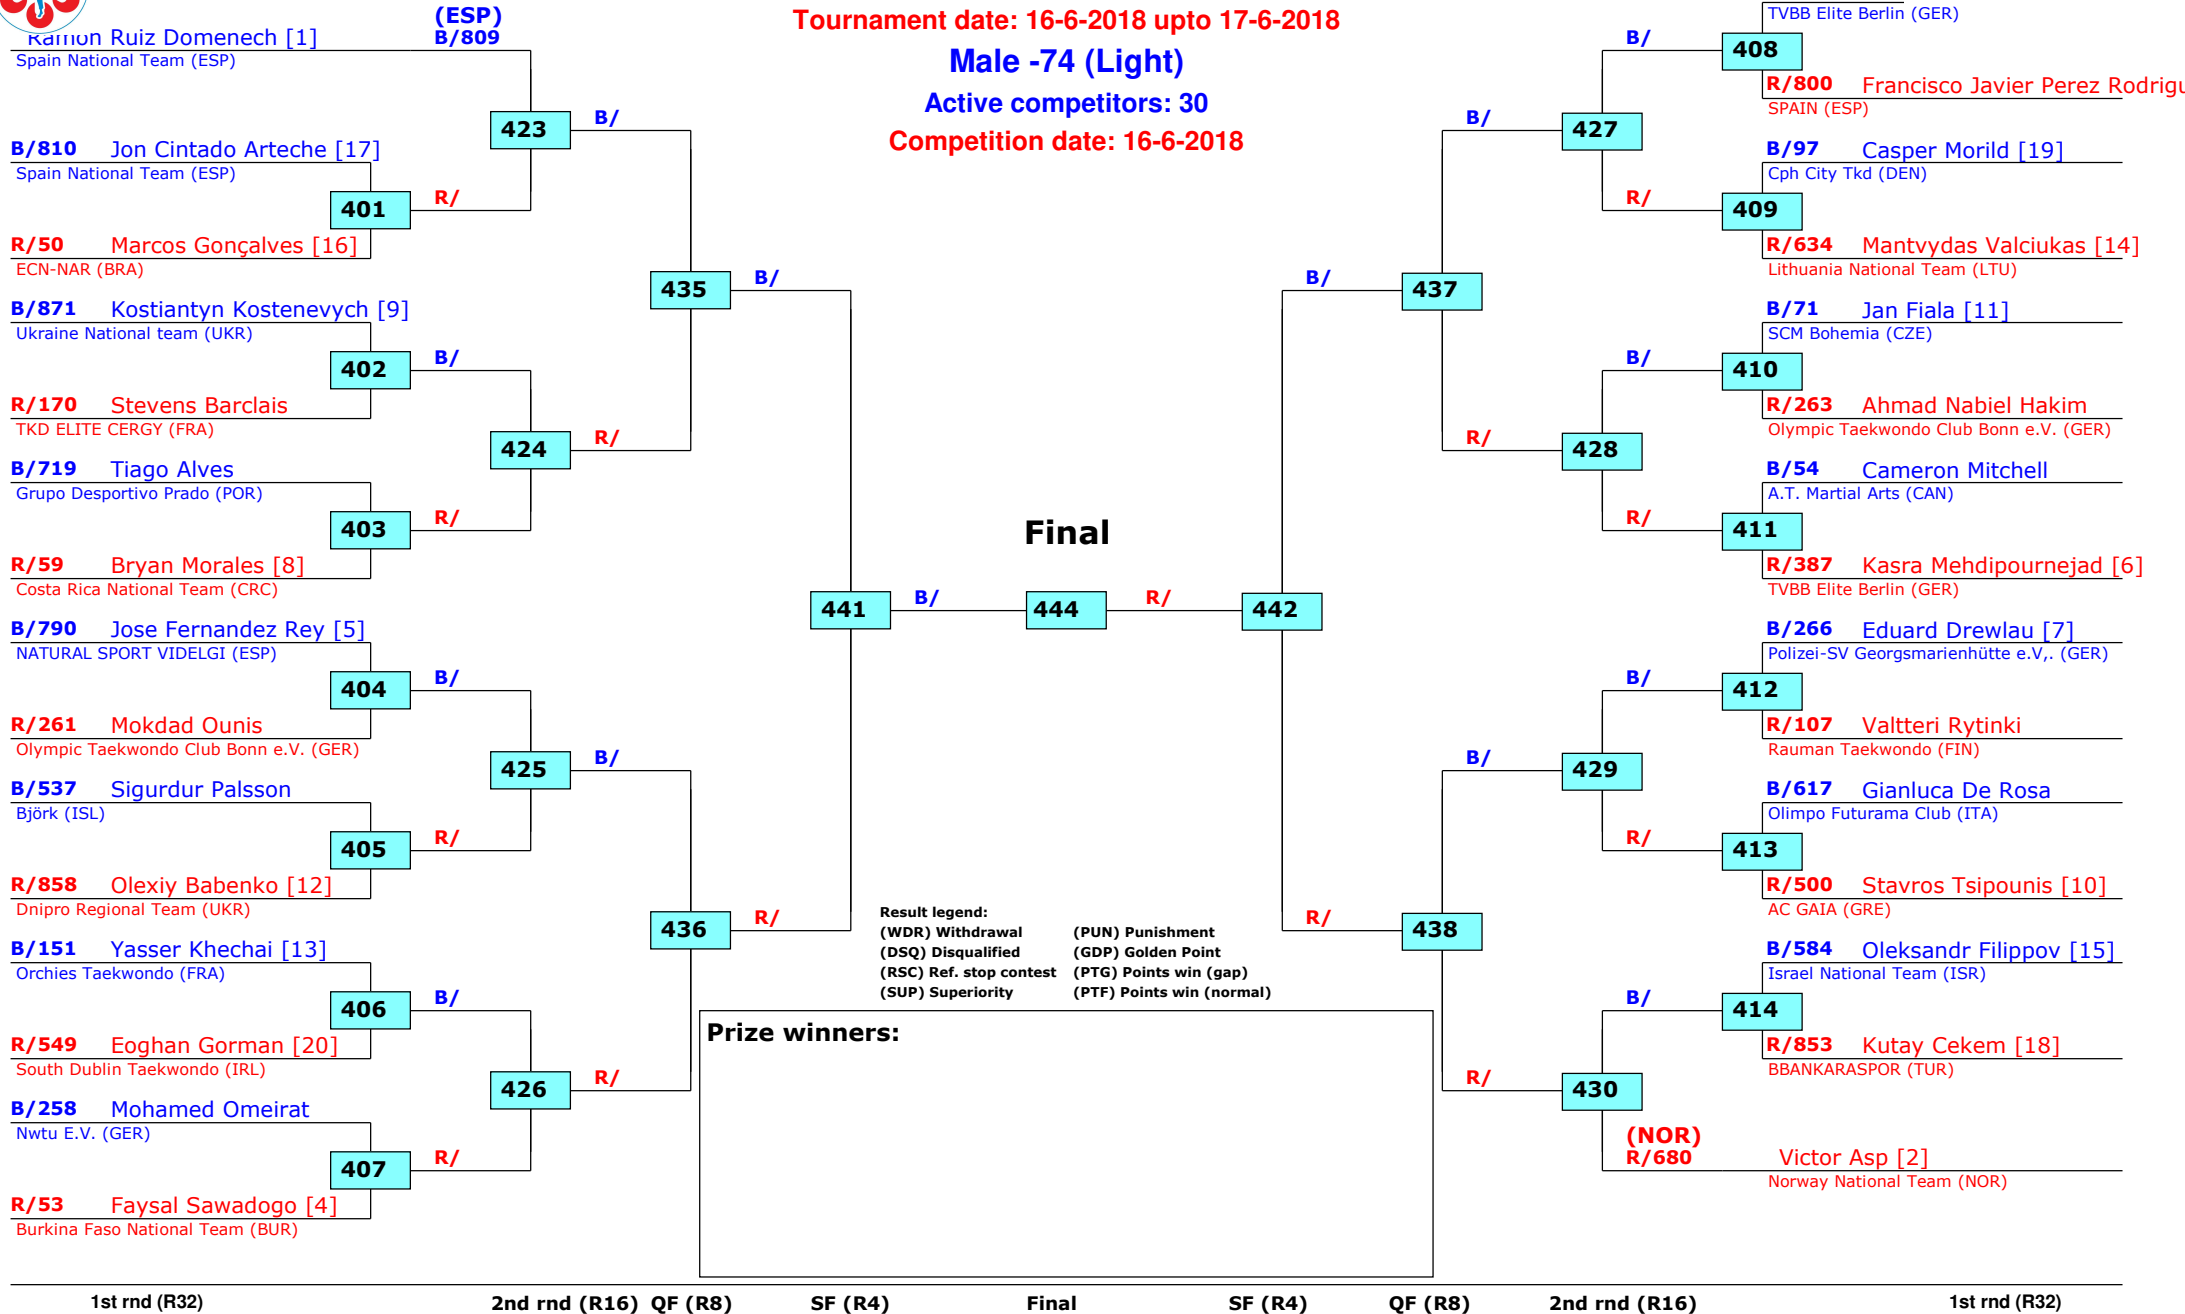 Tournament date: 16-6-2018 upto 17-6-2018
Male -74 (Light)
Active competitors: 30
Competition date: 16-6-2018
Ramon Ruiz Domenech [1]
(ESP)
B/809
Spain National Team (ESP)
B/810 Jon Cintado Arteche [17]
Spain National Team (ESP)
401
R/50 Marcos Gonçalves [16]
ECN-NAR (BRA)
B/871 Kostiantyn Kostenevych [9]
Ukraine National team (UKR)
402
R/170 Stevens Barclais
TKD ELITE CERGY (FRA)
B/719 Tiago Alves
Grupo Desportivo Prado (POR)
403
R/59 Bryan Morales [8]
Costa Rica National Team (CRC)
B/790 Jose Fernandez Rey [5]
NATURAL SPORT VIDELGI (ESP)
404
R/261 Mokdad Ounis
Olympic Taekwondo Club Bonn e.V. (GER)
B/537 Sigurdur Palsson
Björk (ISL)
405
R/858 Olexiy Babenko [12]
Dnipro Regional Team (UKR)
B/151 Yasser Khechai [13]
Orchies Taekwondo (FRA)
406
R/549 Eoghan Gorman [20]
South Dublin Taekwondo (IRL)
B/258 Mohamed Omeirat
Nwtu E.V. (GER)
407
R/53 Faysal Sawadogo [4]
Burkina Faso National Team (BUR)
423
R/
B/
424
R/
B/
425
R/
B/
426
R/
B/
R/
435
B/
R/
436
B/
R/
441
B/
Final
444
R/
442
B/
R/
437
B/
R/
438
B/
R/
427
B/
R/
428
B/
R/
429
B/
R/
430
B/
(NOR)
R/680 Victor Asp [2]
Norway National Team (NOR)
TVBB Elite Berlin (GER)
408
R/800 Francisco Javier Perez Rodrigu
SPAIN (ESP)
B/97 Casper Morild [19]
Cph City Tkd (DEN)
409
R/634 Mantvydas Valciukas [14]
Lithuania National Team (LTU)
B/71 Jan Fiala [11]
SCM Bohemia (CZE)
410
R/263 Ahmad Nabiel Hakim
Olympic Taekwondo Club Bonn e.V. (GER)
B/54 Cameron Mitchell
A.T. Martial Arts (CAN)
411
R/387 Kasra Mehdipournejad [6]
TVBB Elite Berlin (GER)
B/266 Eduard Drewlau [7]
Polizei-SV Georgsmarienhütte e.V,. (GER)
412
R/107 Valtteri Rytinki
Rauman Taekwondo (FIN)
B/617 Gianluca De Rosa
Olimpo Futurama Club (ITA)
413
R/500 Stavros Tsipounis [10]
AC GAIA (GRE)
B/584 Oleksandr Filippov [15]
Israel National Team (ISR)
414
R/853 Kutay Cekem [18]
BBANKARASPOR (TUR)
Result legend:
(WDR) Withdrawal (PUN) Punishment
(DSQ) Disqualified (GDP) Golden Point
(RSC) Ref. stop contest (PTG) Points win (gap)
(SUP) Superiority (PTF) Points win (normal)
Prize winners:
1st rnd (R32) 2nd rnd (R16) QF (R8) SF (R4) Final SF (R4) QF (R8) 2nd rnd (R16) 1st rnd (R32)